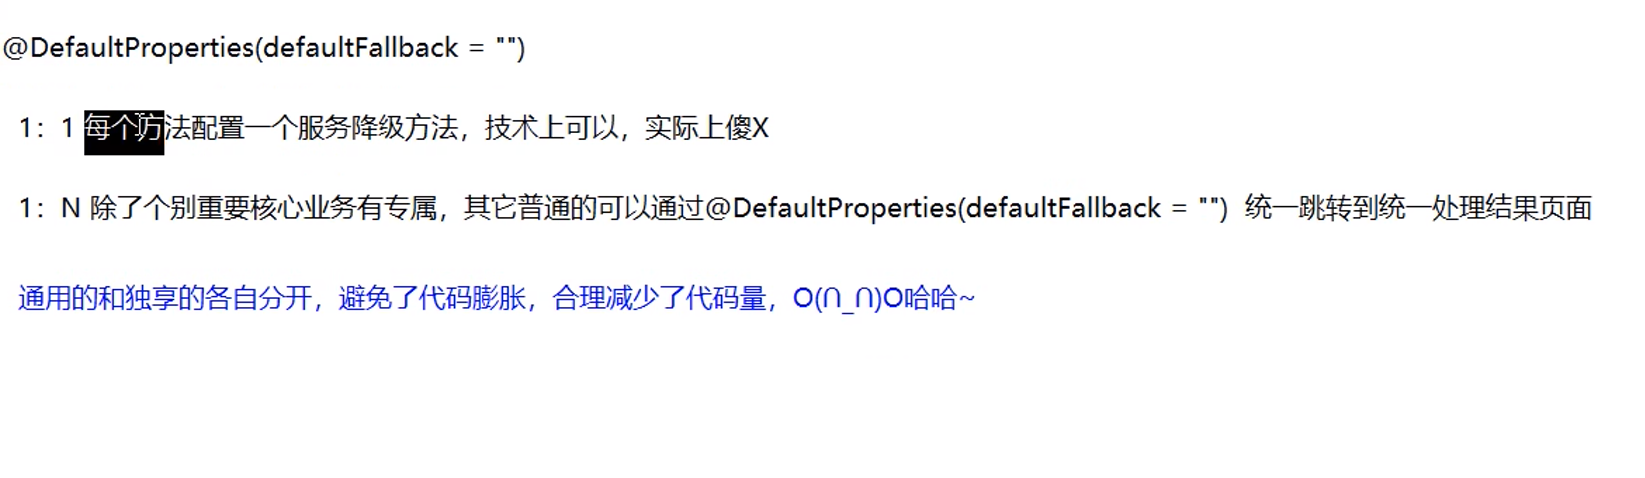 @DefaultProperties(defaultFallback = "")
1：1 每个方法配置一个服务降级方法，技术上可以，实际上傻X
1：N 除了个别重要核心业务有专属，其它普通的可以通过@DefaultProperties(defaultFallback = "") 统一跳转到统一处理结果页面
通用的和独享的各自分开，避免了代码膨胀，合理减少了代码量，O(∩_∩)O哈哈~